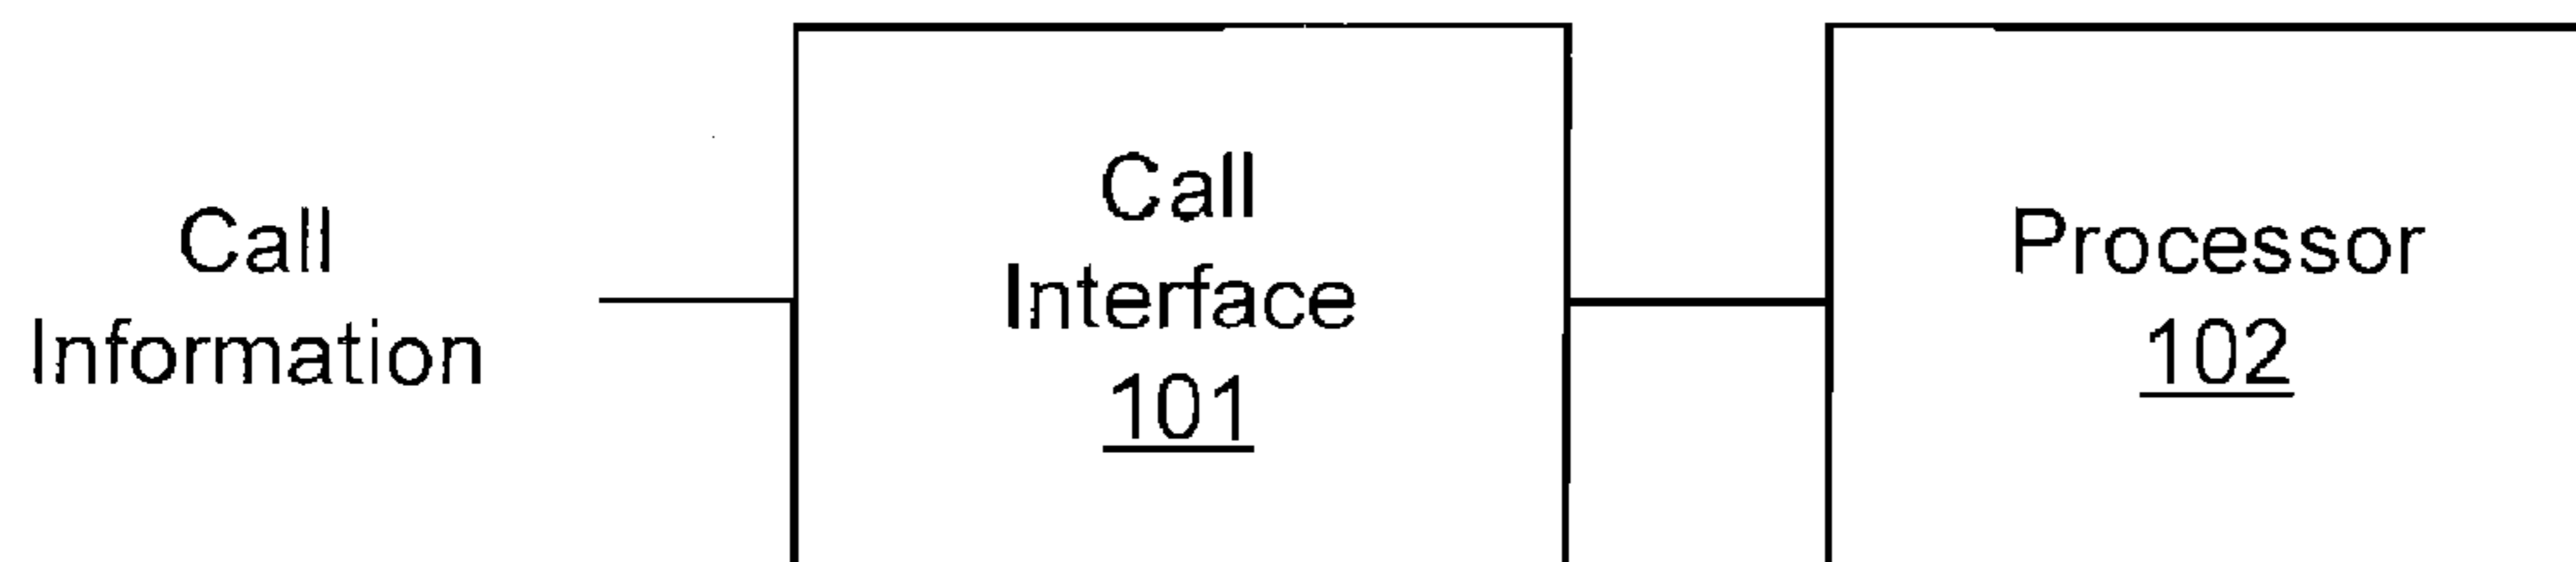 Call
Information
Call
Interface
101
Processor
102